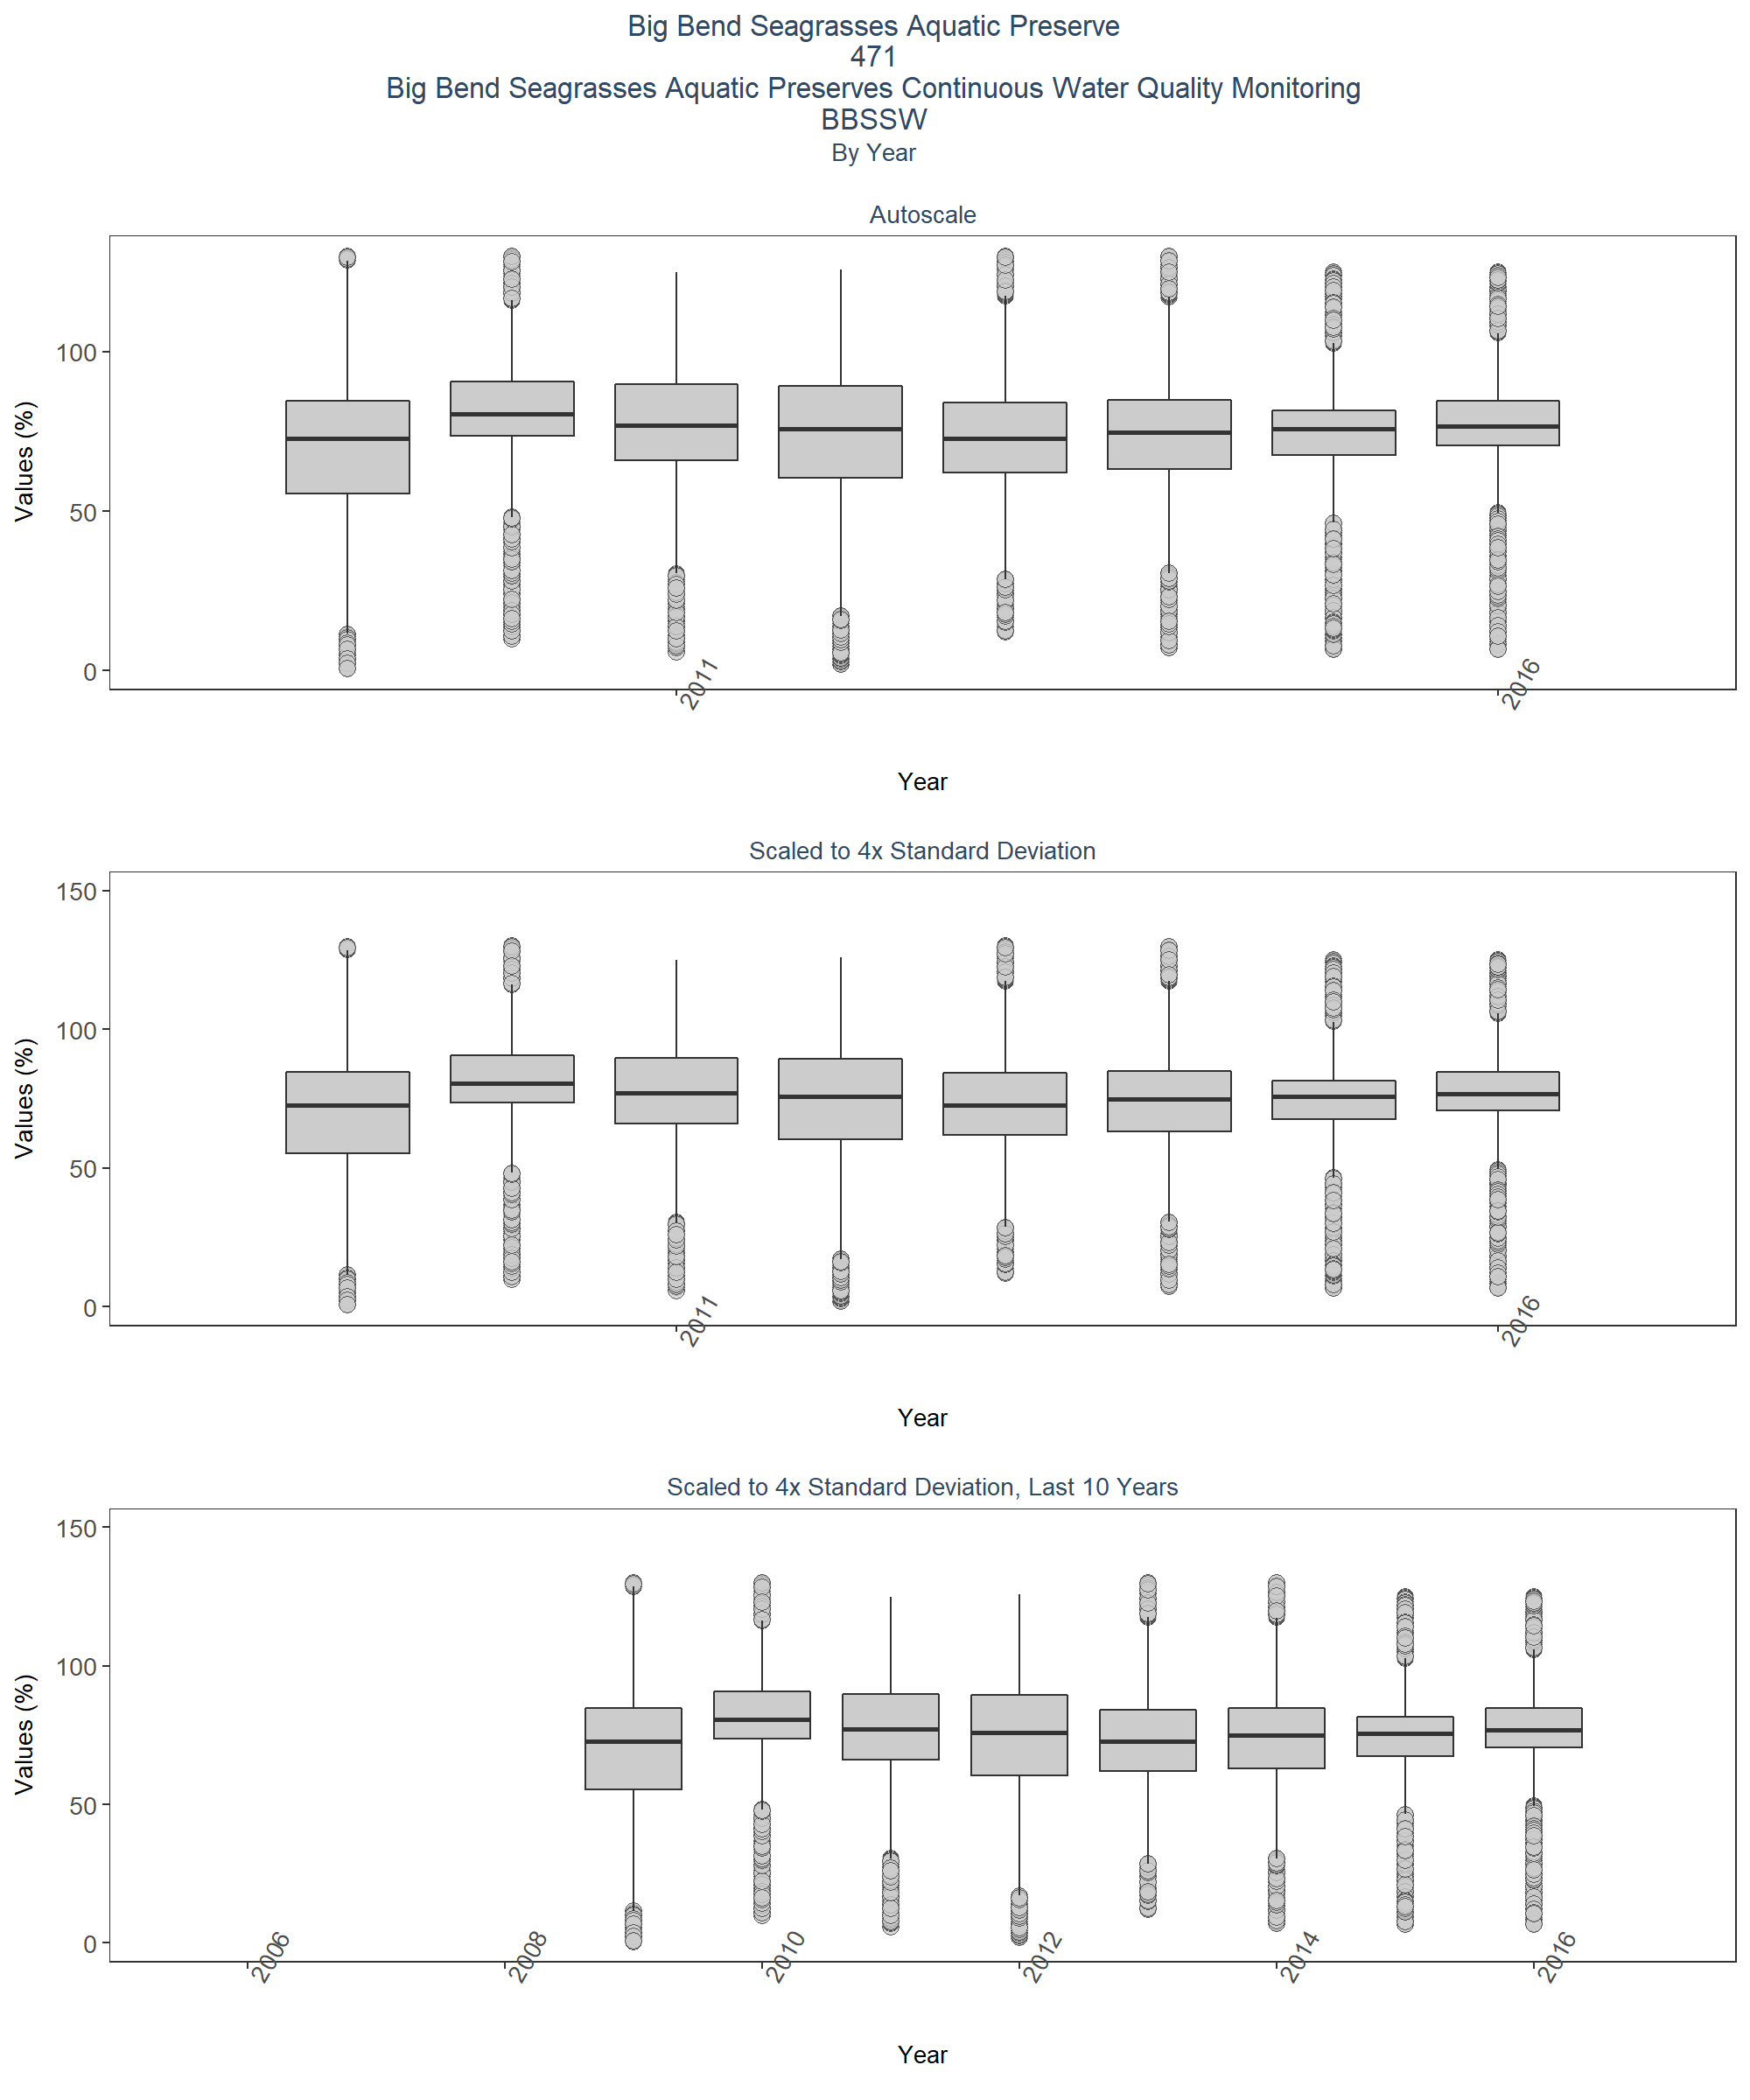 Big Bend Seagrasses Aquatic Preserve
471
Big Bend Seagrasses Aquatic Preserves Continuous Water Quality Monitoring
BBSSW
By Year
Autoscale
Values (%)
100
50
0
2011
2016
Year
Scaled to 4x Standard Deviation
Values (%)
150
100
50
0
2011
2016
Year
Scaled to 4x Standard Deviation, Last 10 Years
Values (%)
150
100
50
0
2006
2008
2010
2012
2014
2016
Year